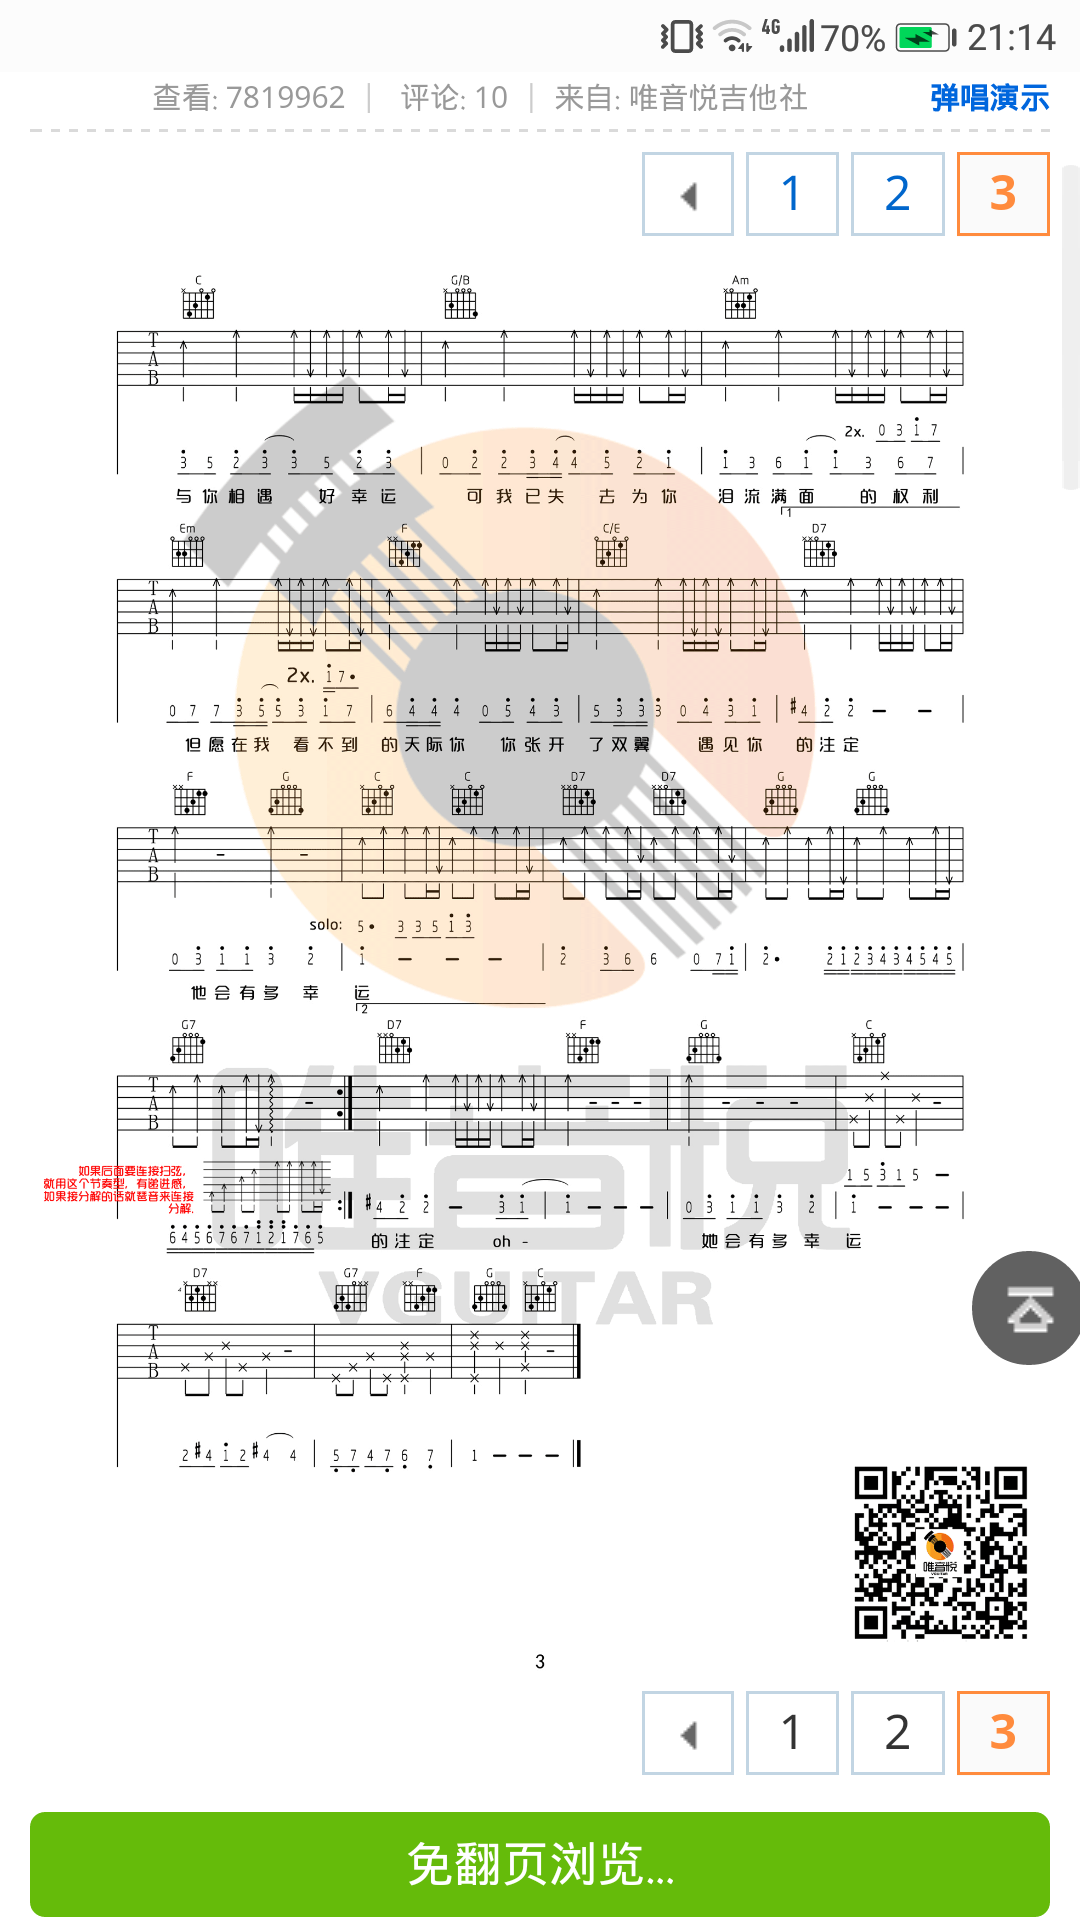 4G 70% 21:14
查看: 7819962 | 评论: 10 | 来自: 唯音悦吉他社 弹唱演示
1 2 3
C G/B Am
T
A
B
2x. 0 3 1 7
3 5 2 3 3 5 2 3 0 2 2 3 4 4 5 2 1 1 3 6 1 1 3 6 7
与你相遇 好幸运 可我已失去为你 泪流满面 的权利
1
Em F C/E D7
T
A
B
2x. 1 7
0 7 7 3 5 5 3 1 7 6 4 4 4 0 5 4 3 5 3 3 3 0 4 3 1 #4 2 2 – –
但愿在我 看不到 的天际你 你张开 了双翼 遇见你 的注定
F G C C D7 D7 G G
T
A
B
solo: 5 3 3 5 1 3
0 3 1 1 3 2 1 – – – 2 3 6 6 0 7 1 2 2 1 2 3 4 3 4 5 4 5
他会有多 幸 运
2
G7 D7 F G C
T
A
B
如果后面要连接扫弦,
就用这个节奏型, 有递进感,
如果接分解的话就琶音来连接
分解.
1 5 3 1 5 –
#4 2 2 – 3 1 1 – – – 0 3 1 1 3 2 1 – –
6 4 5 6 7 6 7 1 2 1 7 6 5
的注定 oh - 她会有多 幸 运
唯音悦
VGUITAR
D7 G7 F G C
4
T
A
B
2 #4 1 2 #4 4 5 7 4 7 6 7 1 – – –
唯音悦
3
1 2 3
免翻页浏览...